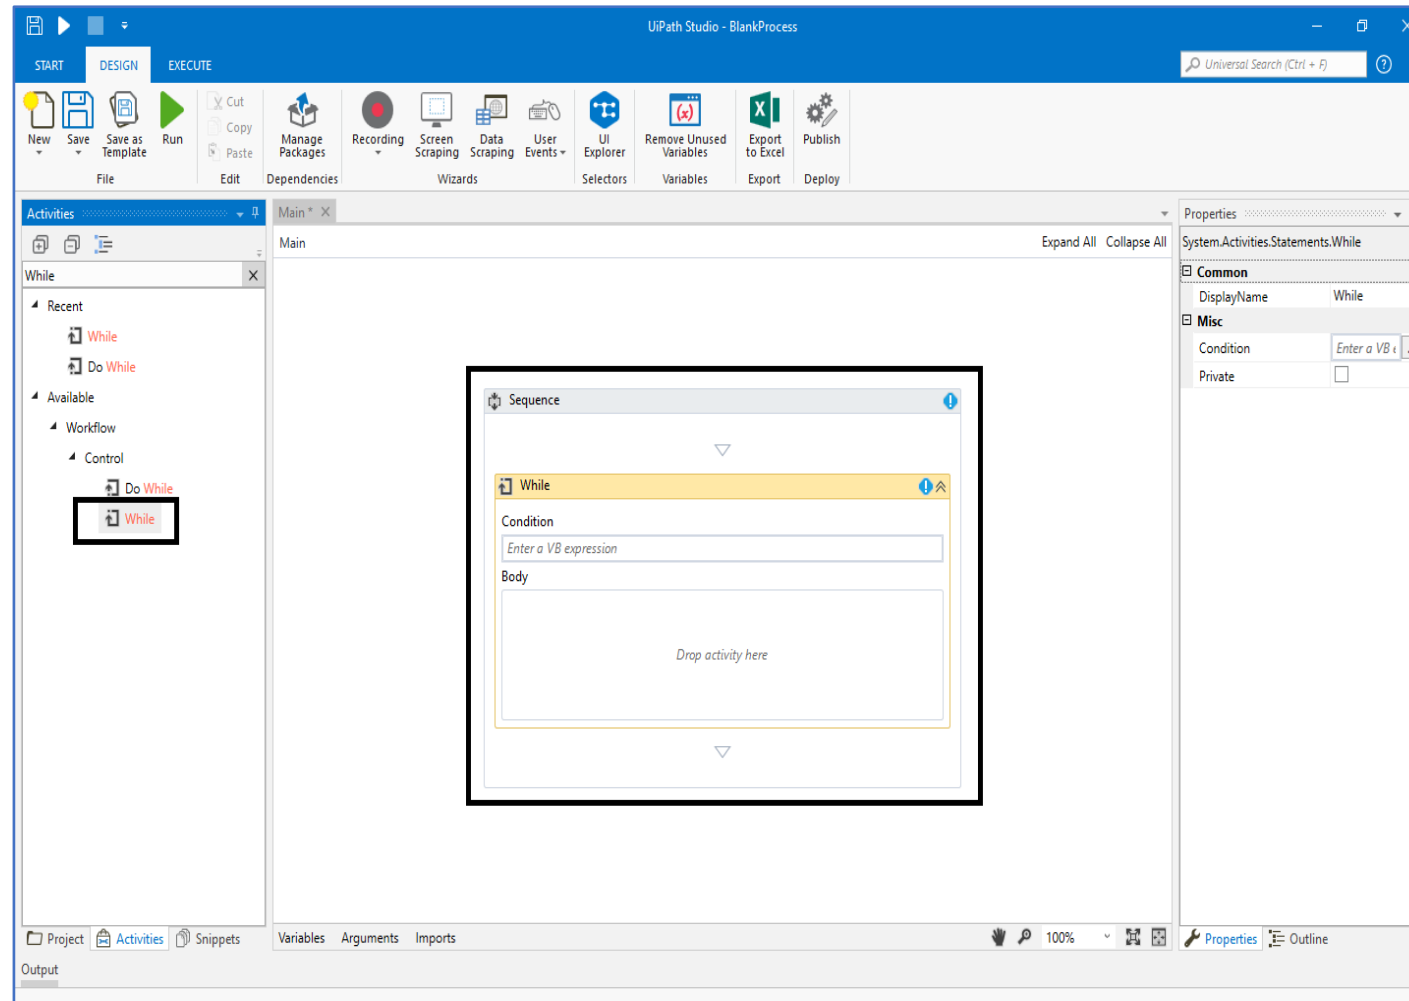 UiPath Studio - BlankProcess
START DESIGN EXECUTE
Universal Search (Ctrl + F)
New Save Save as Template Run
Cut
Copy
Paste
Manage Packages
Recording Screen Scraping Data Scraping User Events
UI Explorer
Remove Unused Variables
Export to Excel
Publish
File Edit Dependencies Wizards Selectors Variables Export Deploy
Activities
While
Recent
While
Do While
Available
Workflow
Control
Do While
While
Main*
Main Expand All Collapse All
Sequence
While
Condition
Enter a VB expression
Body
Drop activity here
Properties
System.Activities.Statements.While
Common
DisplayName While
Misc
Condition Enter a VB
Private
Project Activities Snippets
Variables Arguments Imports
100%
Properties Outline
Output